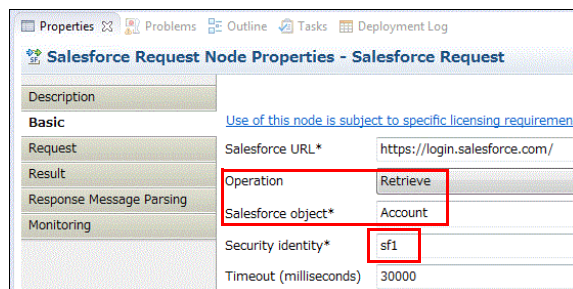 Properties Problems Outline Tasks Deployment Log
SF Salesforce Request Node Properties - Salesforce Request
Description
Basic
Use of this node is subject to specific licensing requiremen
Request
Salesforce URL* https://login.salesforce.com/
Result
Operation Retrieve
Response Message Parsing
Salesforce object* Account
Monitoring
Security identity* sf1
Timeout (milliseconds) 30000